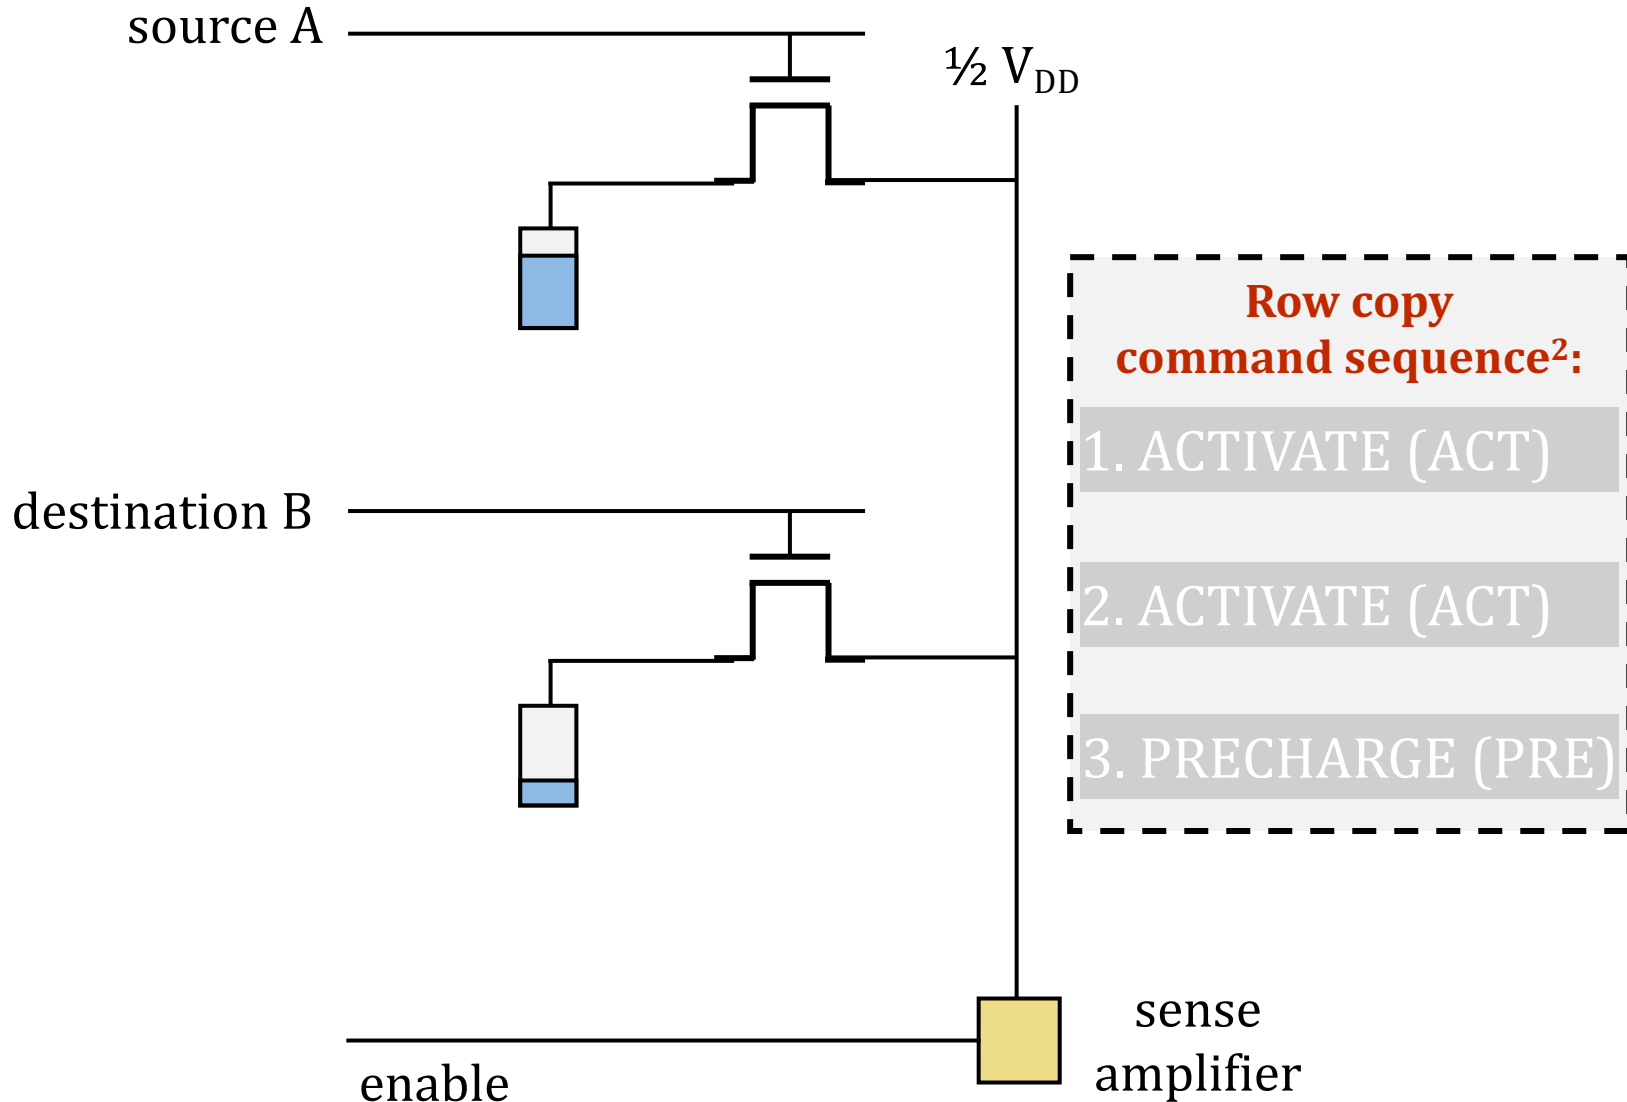 source A
½ V_DD
Row copy
command sequence²:
1. ACTIVATE (ACT)
destination B
2. ACTIVATE (ACT)
3. PRECHARGE (PRE)
sense
amplifier
enable